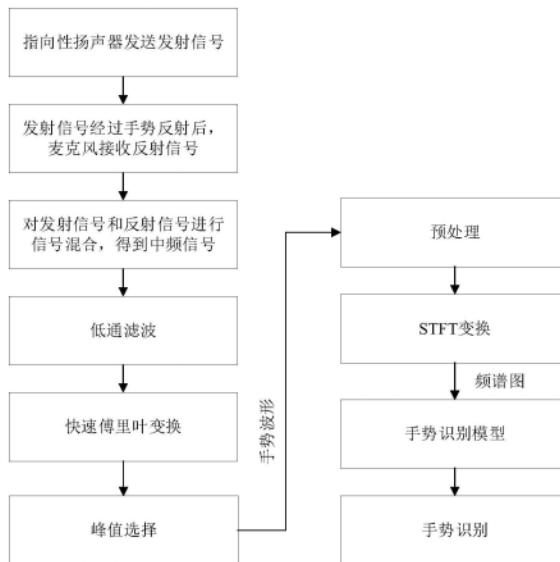 指向性扬声器发送发射信号
发射信号经过手势反射后，
麦克风接收反射信号
对发射信号和反射信号进行
信号混合，得到中频信号
低通滤波
快速傅里叶变换
峰值选择
手势波形
预处理
STFT变换
频谱图
手势识别模型
手势识别